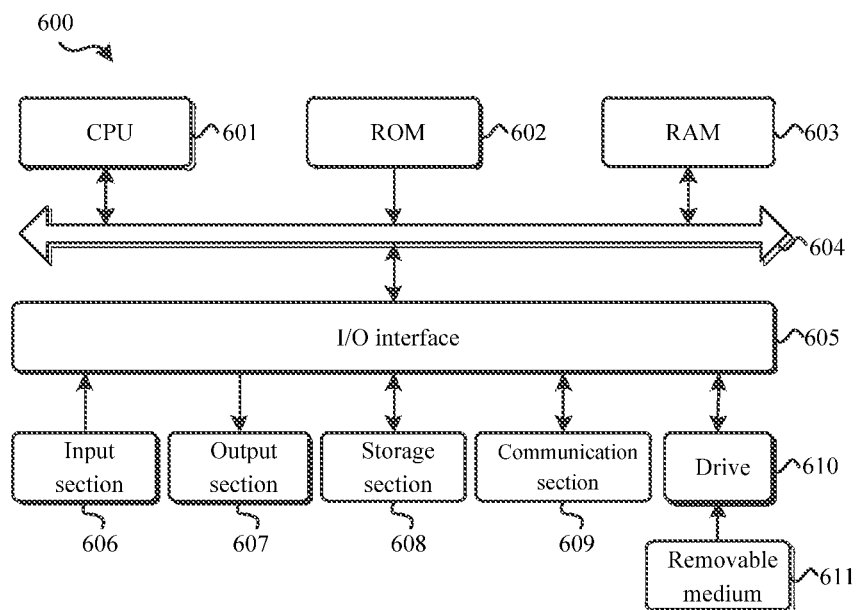 600
CPU
601
ROM
602
RAM
603
604
I/O interface
605
Input
section
Output
section
Storage
section
Communication
section
Drive
610
606
607
608
609
Removable
medium
611